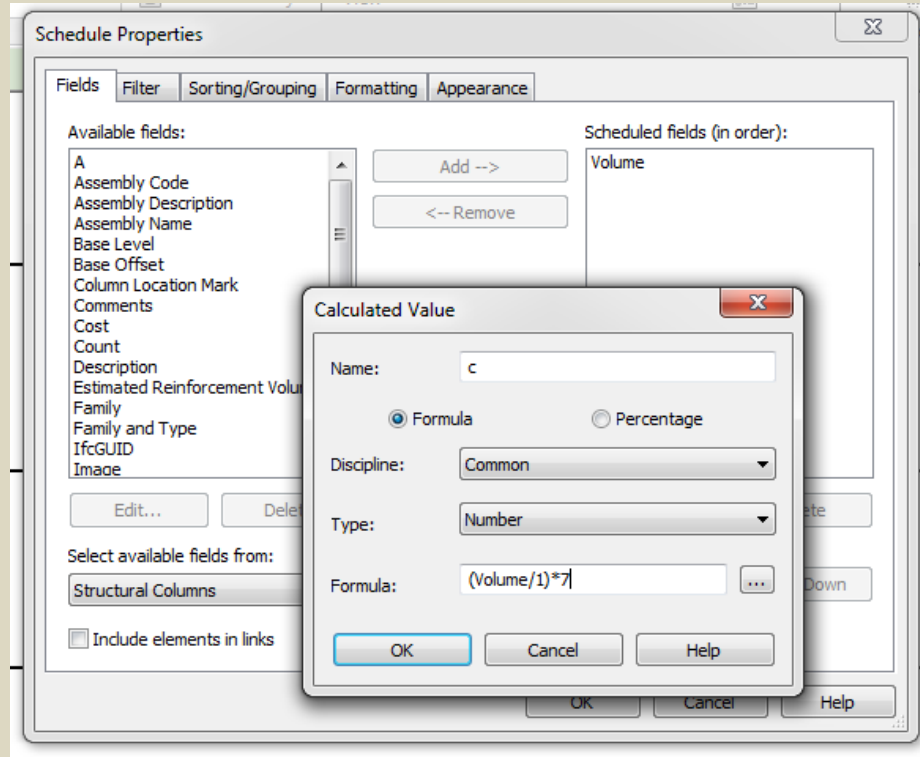 Schedule Properties
Fields Filter Sorting/Grouping Formatting Appearance
Available fields:
A
Assembly Code
Assembly Description
Assembly Name
Base Level
Base Offset
Column Location Mark
Comments
Cost
Count
Description
Estimated Reinforcement Volu
Family
Family and Type
IfcGUID
Image
Add -->
<-- Remove
Scheduled fields (in order):
Volume
Edit...
Delet
ete
Select available fields from:
Structural Columns
Down
Include elements in links
OK Cancel Help
Calculated Value
Name: c
Formula Percentage
Discipline: Common
Type: Number
Formula: (Volume/1)*7 ...
OK Cancel Help